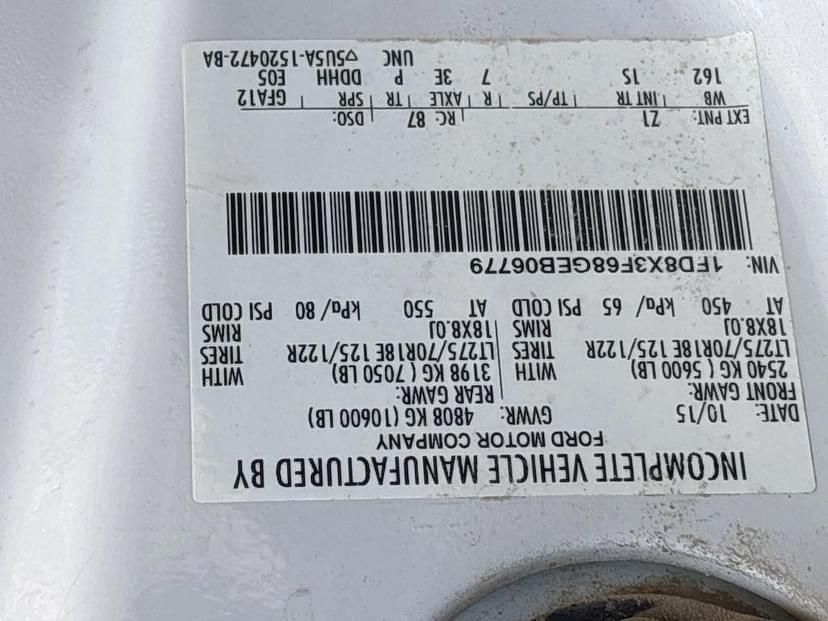 INCOMPLETE VEHICLE MANUFACTURED BY
FORD MOTOR COMPANY
DATE: 10/15 GVWR: 4808 KG (10600 LB)
FRONT GAWR: REAR GAWR:
2540 KG (5600 LB) WITH 3198 KG (7050 LB) WITH
LT275/70R18E 125/122R TIRES LT275/70R18E 125/122R TIRES
18X8.0J RIMS 18X8.0J RIMS
AT 450 kPa/ 65 PSI COLD AT 550 kPa/ 80 PSI COLD
VIN: 1FD8X3F68GEB06779
EXT PNT: Z1 RC: 87 DSO:
WB INT TR TP/PS R AXLE TR SPR GFA12
162 1S 7 3E P DDHH E05
UNC ▽5U5A-1520472-BA